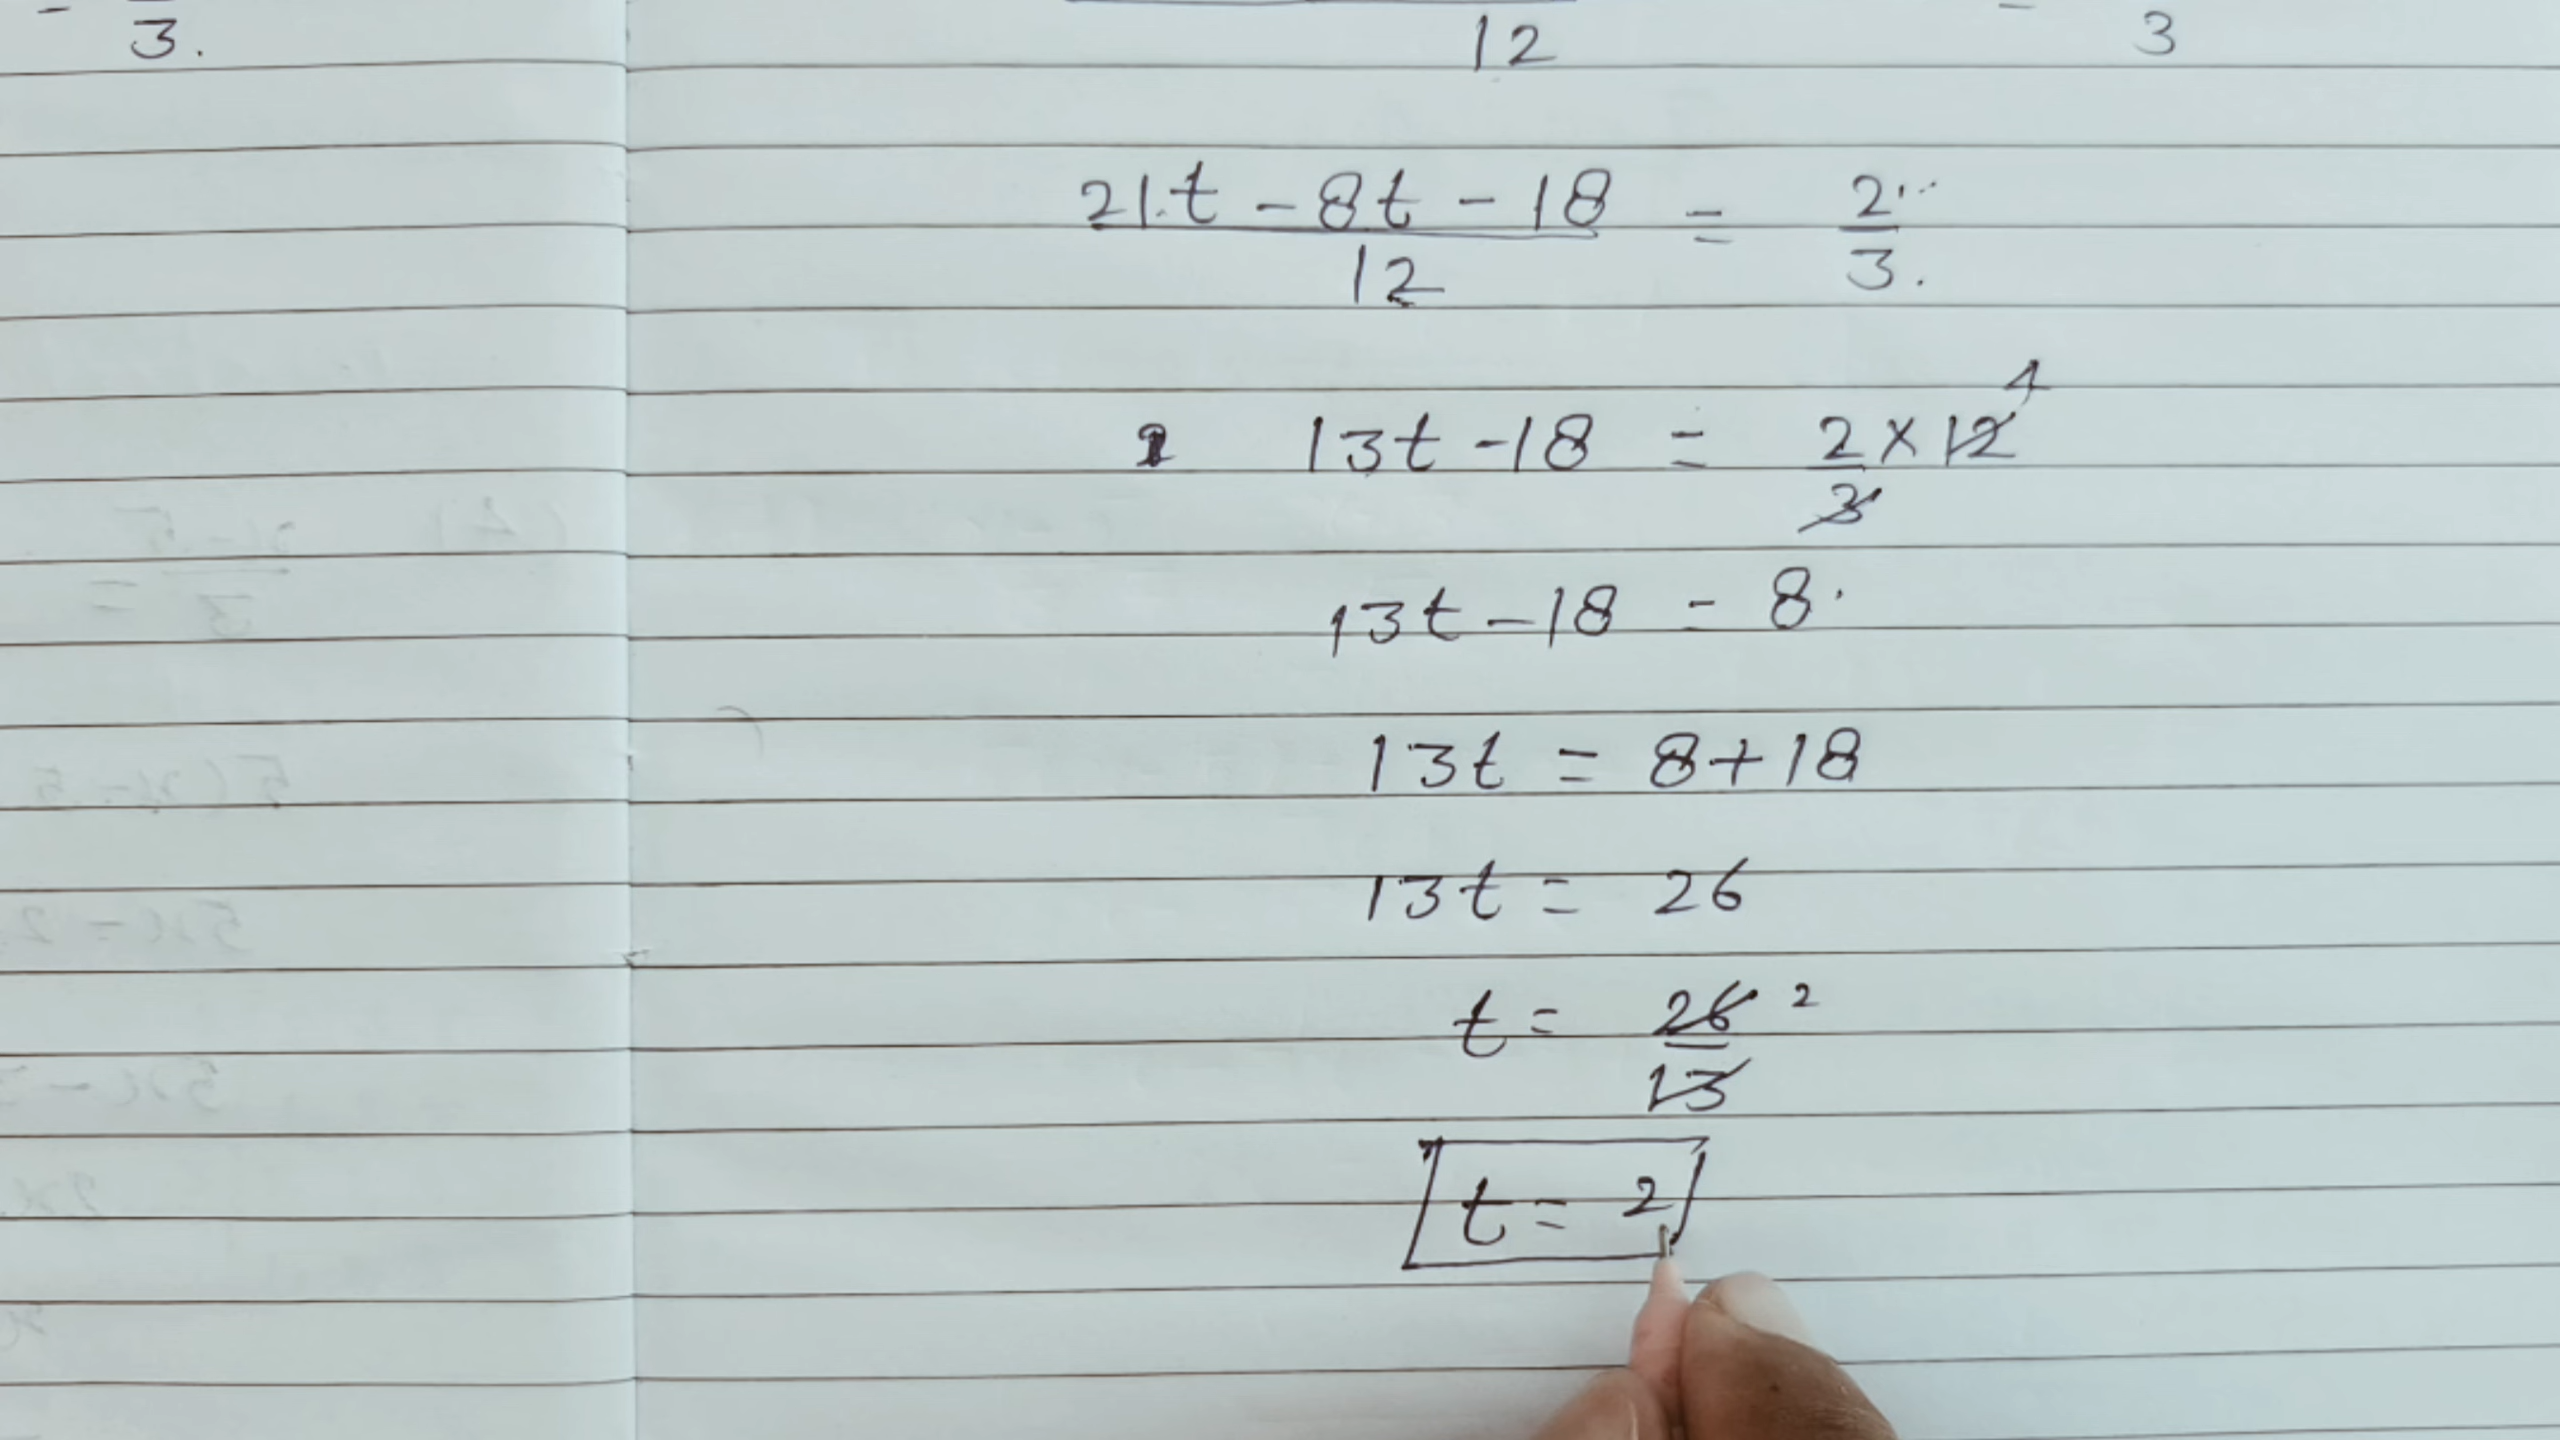 - 3. 12 - 3
21t - 8t - 18 / 12 = 2 / 3.
13t - 18 = 2 × 12 / 3 4
13t - 18 = 8.
13t = 8 + 18
13t = 26
t = 26 / 13 2
t = 2